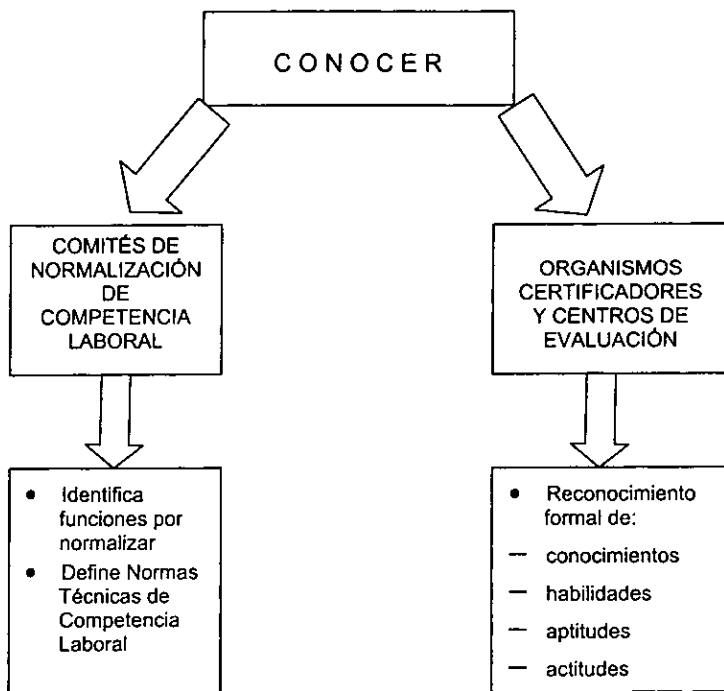 CONOCER
COMITÉS DE
NORMALIZACIÓN
DE
COMPETENCIA
LABORAL
ORGANISMOS
CERTIFICADORES
Y CENTROS DE
EVALUACIÓN
• Identifica
funciones por
normalizar
• Define Normas
Técnicas de
Competencia
Laboral
• Reconocimiento
formal de:
— conocimientos
— habilidades
— aptitudes
— actitudes